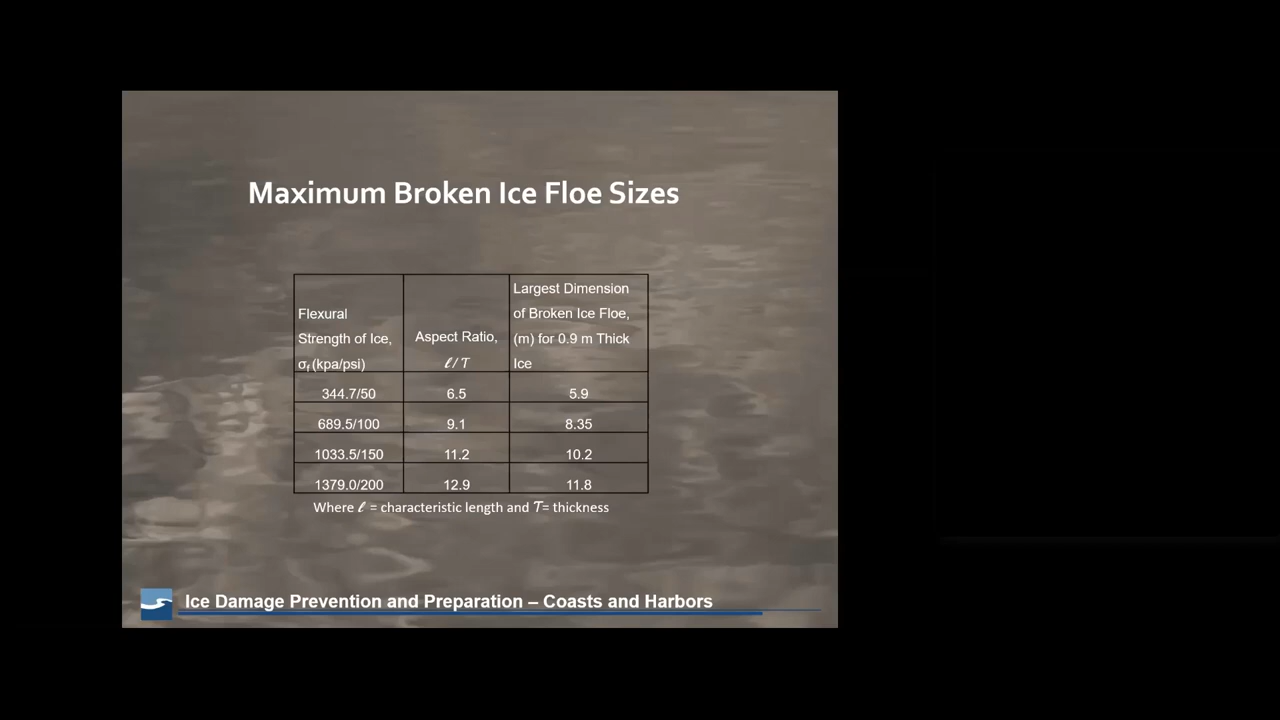 Maximum Broken Ice Floe Sizes
Flexural
Strength of Ice,
σf (kpa/psi)
Aspect Ratio,
ℓ/T
Largest Dimension
of Broken Ice Floe,
(m) for 0.9 m Thick
Ice
344.7/50 6.5 5.9
689.5/100 9.1 8.35
1033.5/150 11.2 10.2
1379.0/200 12.9 11.8
Where ℓ = characteristic length and T= thickness
Ice Damage Prevention and Preparation – Coasts and Harbors